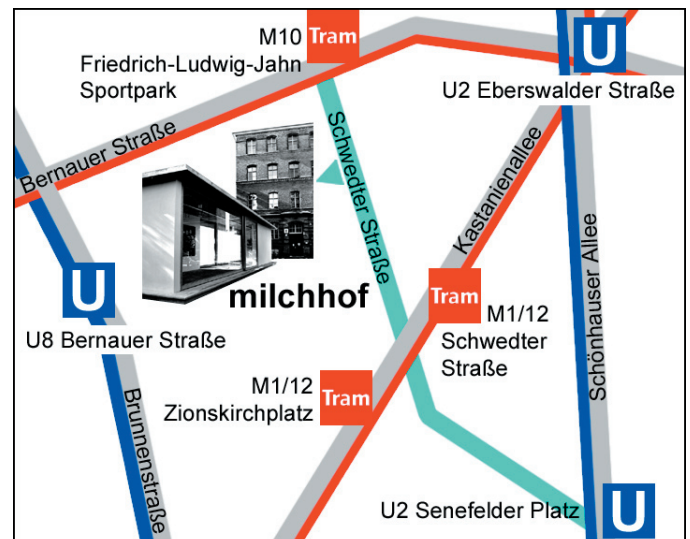 M10
Tram
Friedrich-Ludwig-Jahn
Sportpark
U
U2 Eberswalder Straße
Bernauer Straße
Schwedter Straße
Kastanienallee
Schönhauser Allee
U
U8 Bernauer Straße
milchhof
Tram
M1/12
Schwedter
Straße
M1/12
Zionskirchplatz
Tram
Brunnenstraße
U2 Senefelder Platz
U